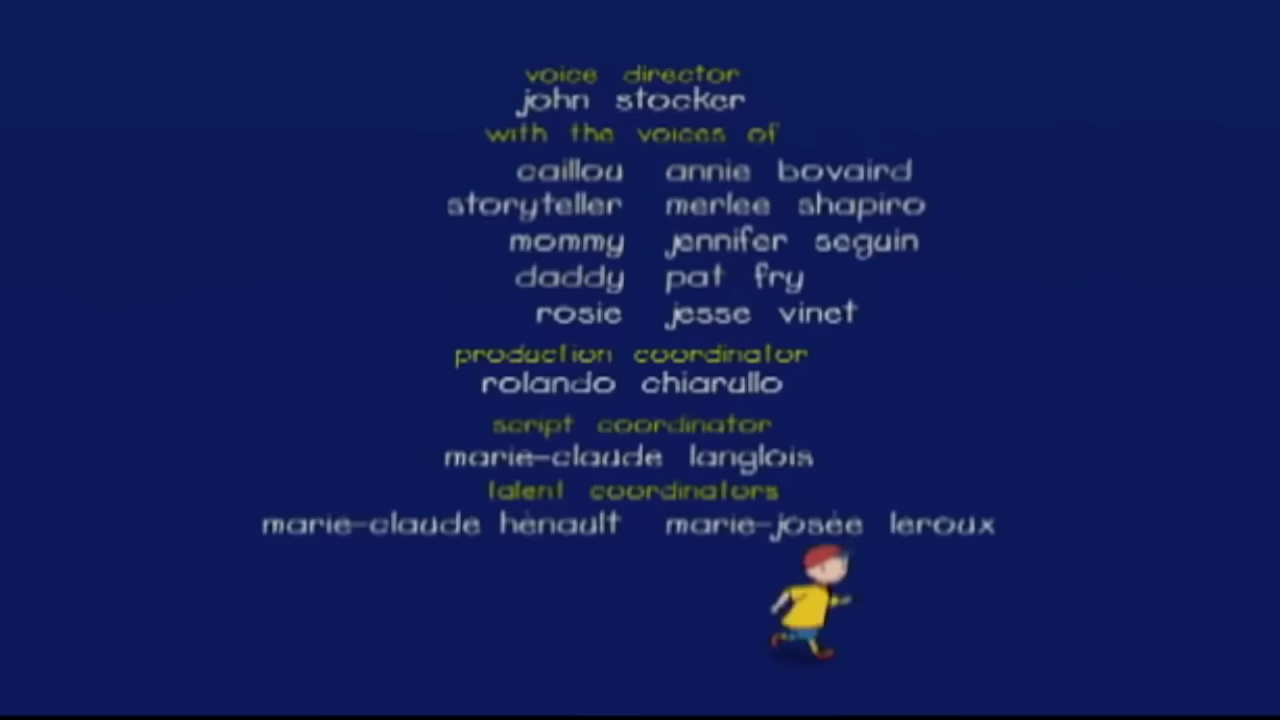 voice director
john stocker
with the voices of
caillou annie bovaird
storyteller merlee shapiro
mommy jennifer seguin
daddy pat fry
rosie jesse vinet
production coordinator
rolando chiarullo
script coordinator
marie-claude langlois
talent coordinators
marie-claude hènault marie-josèe leroux